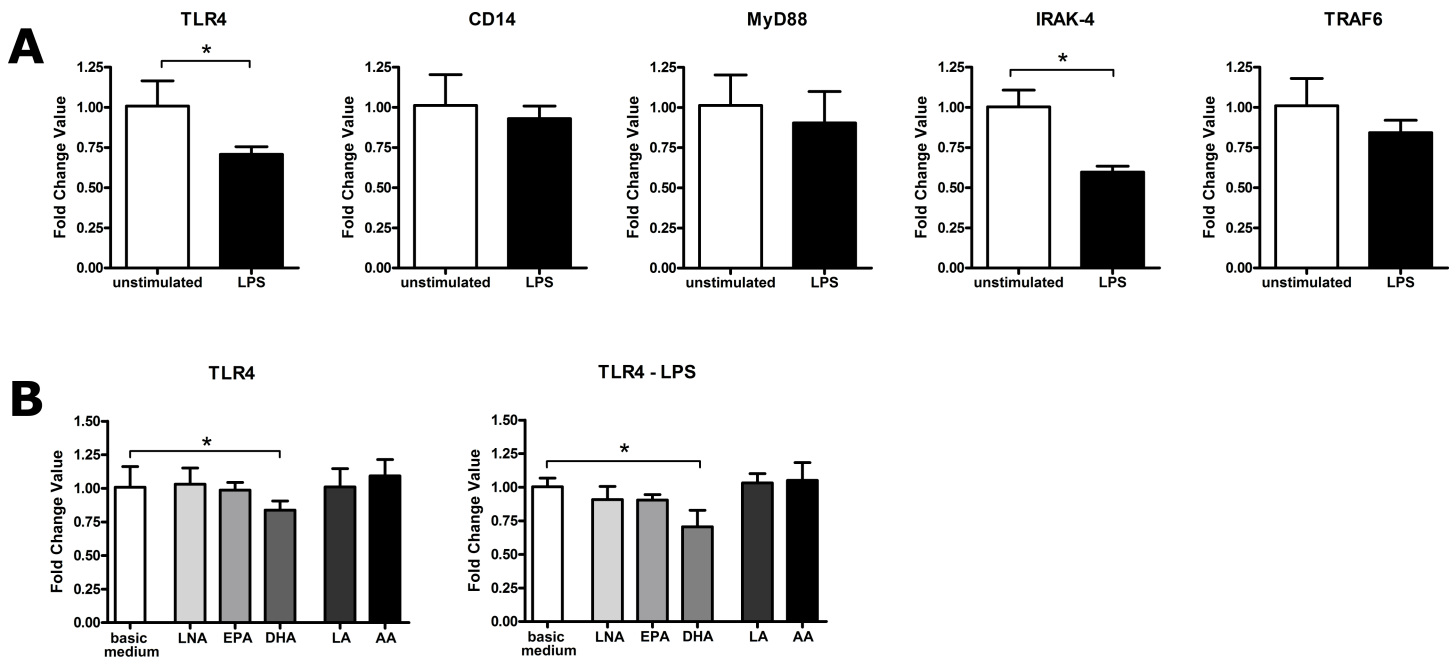 A
TLR4
*
Fold Change Value
1.25
1.00
0.75
0.50
0.25
0.00
unstimulated LPS
CD14
Fold Change Value
1.25
1.00
0.75
0.50
0.25
0.00
unstimulated LPS
MyD88
Fold Change Value
1.25
1.00
0.75
0.50
0.25
0.00
unstimulated LPS
IRAK-4
*
Fold Change Value
1.25
1.00
0.75
0.50
0.25
0.00
unstimulated LPS
TRAF6
Fold Change Value
1.25
1.00
0.75
0.50
0.25
0.00
unstimulated LPS
B
TLR4
*
Fold Change Value
1.50
1.25
1.00
0.75
0.50
0.25
0.00
basic LNA EPA DHA LA AA
medium
TLR4 - LPS
*
Fold Change Value
1.50
1.25
1.00
0.75
0.50
0.25
0.00
basic LNA EPA DHA LA AA
medium